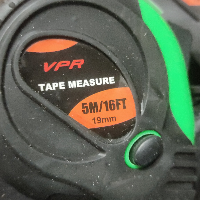 VPR
TAPE MEASURE
5M/16FT
19mm